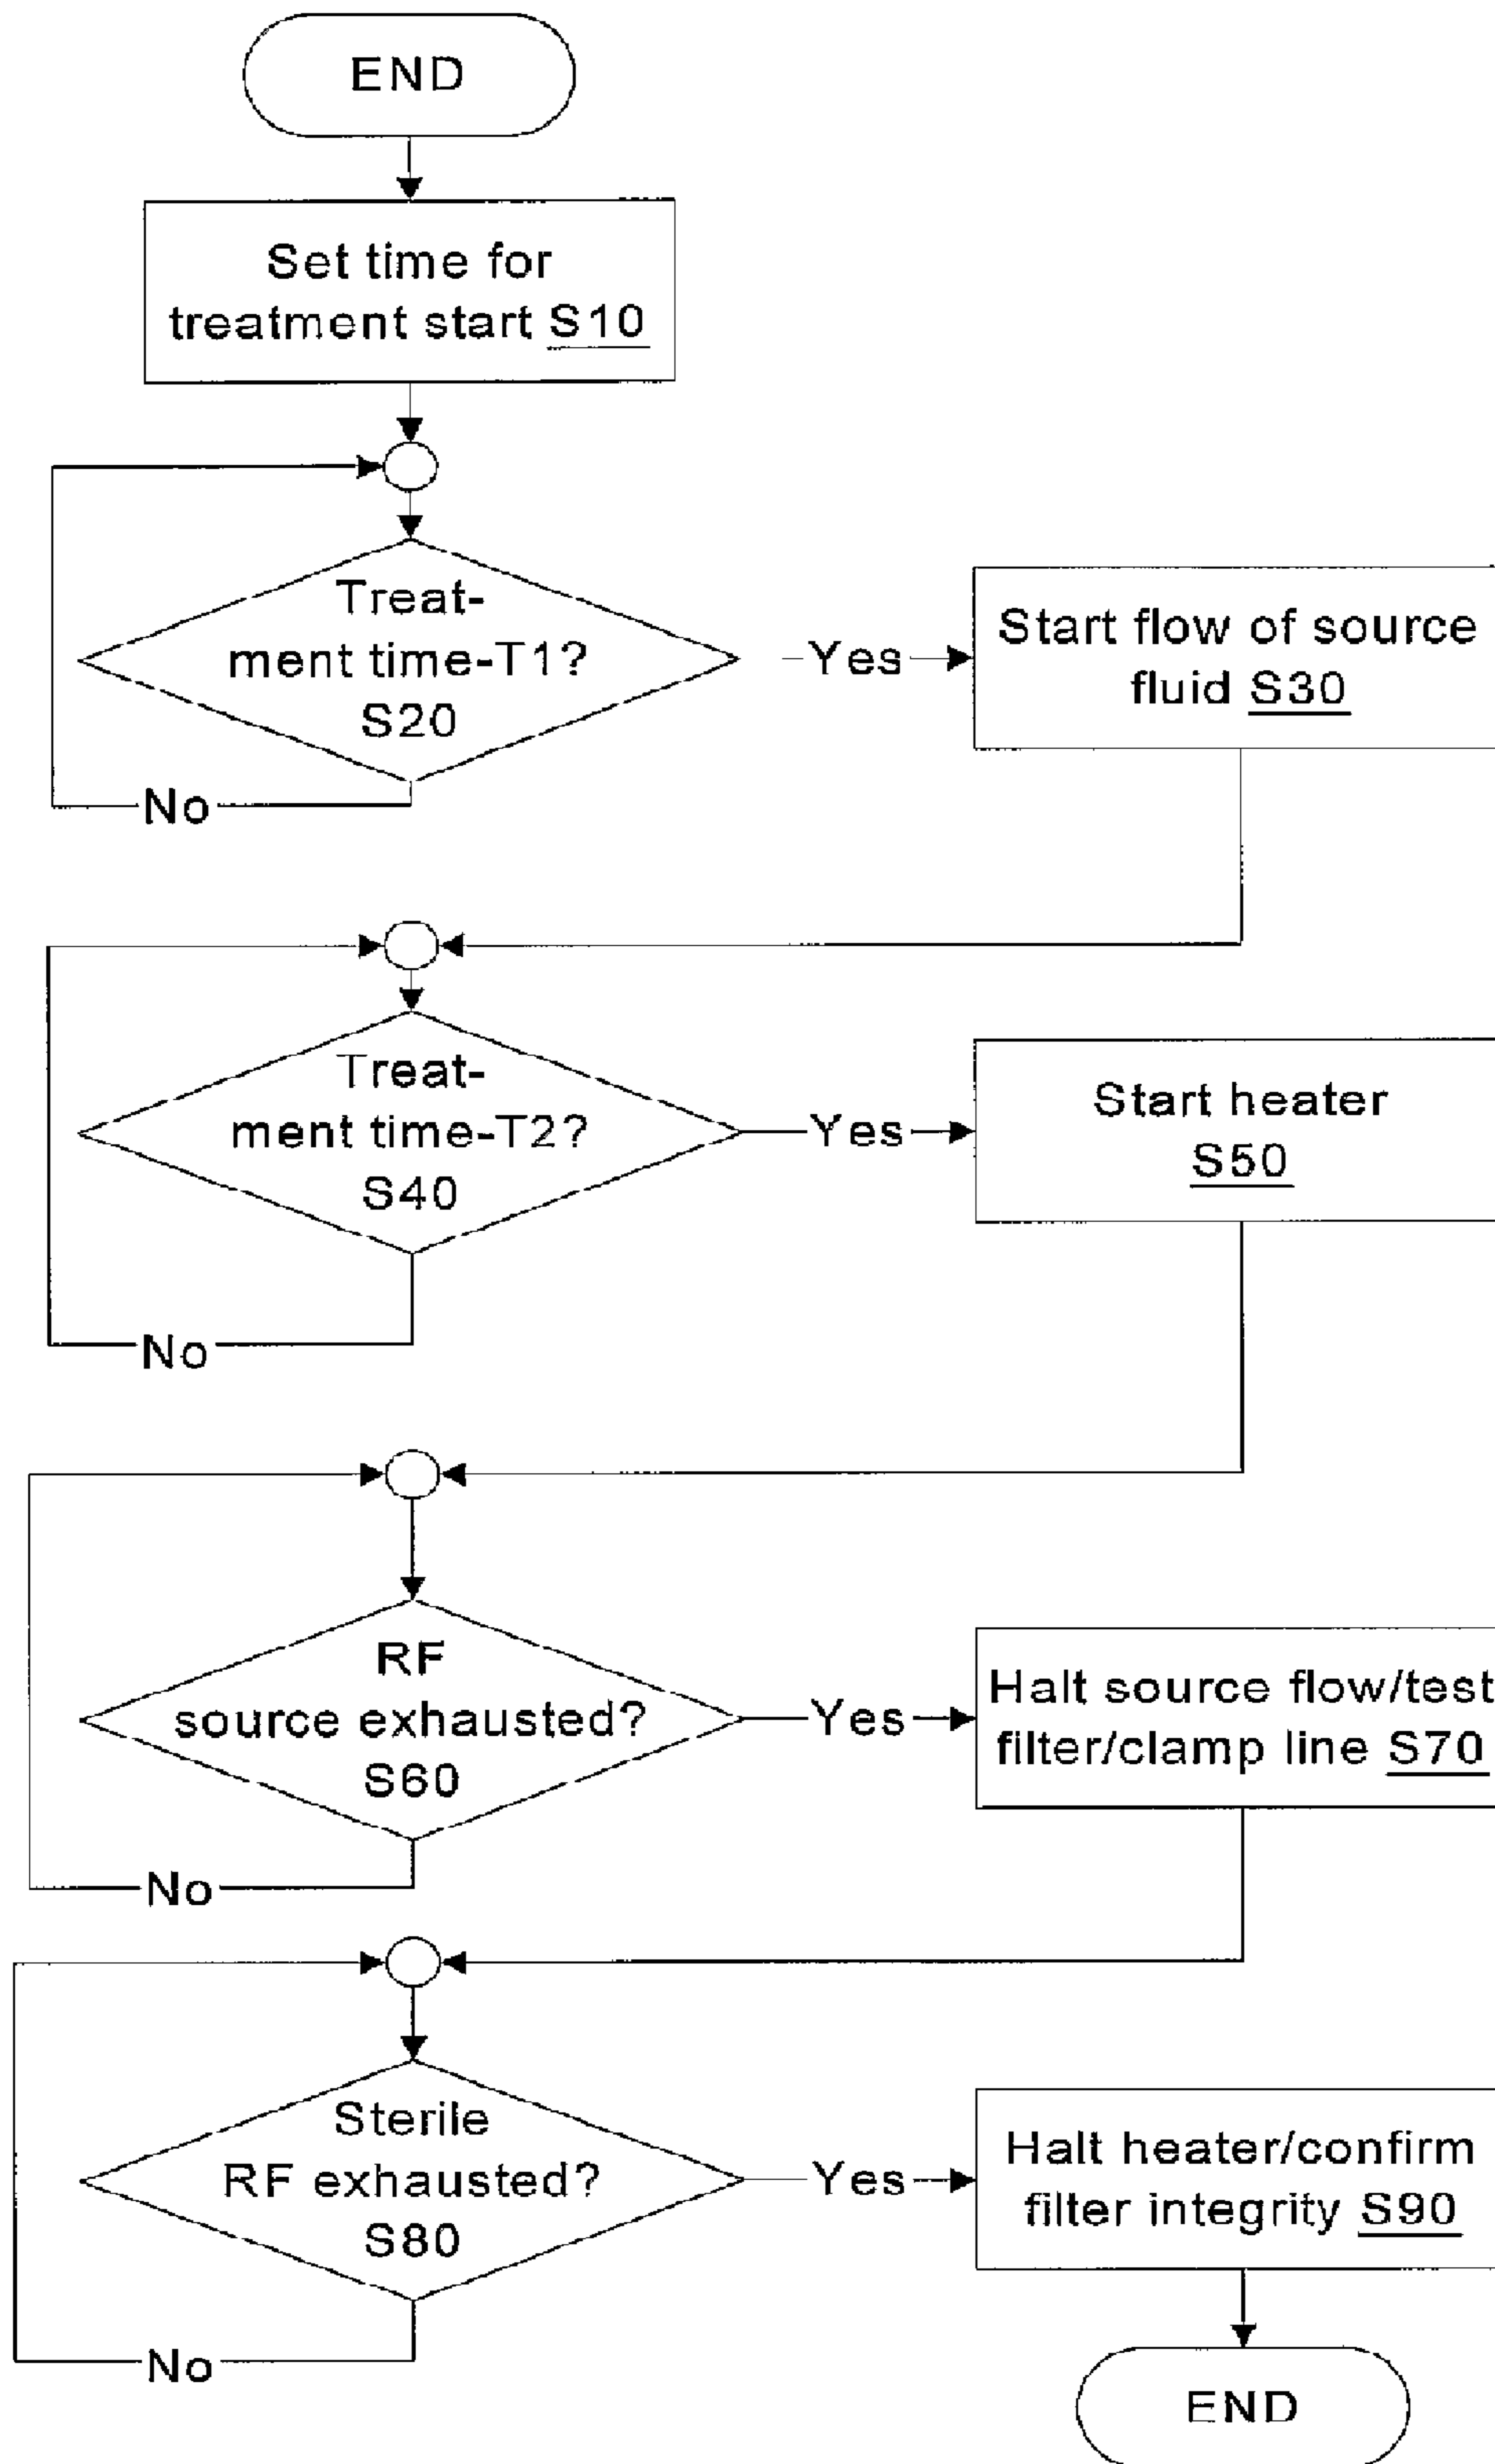 END
Set time for
treatment start S10
Treat-
ment time-T1?
S20
Yes
Start flow of source
fluid S30
No
Treat-
ment time-T2?
S40
Yes
Start heater
S50
No
RF
source exhausted?
S60
Yes
Halt source flow/test
filter/clamp line S70
No
Sterile
RF exhausted?
S80
Yes
Halt heater/confirm
filter integrity S90
No
END